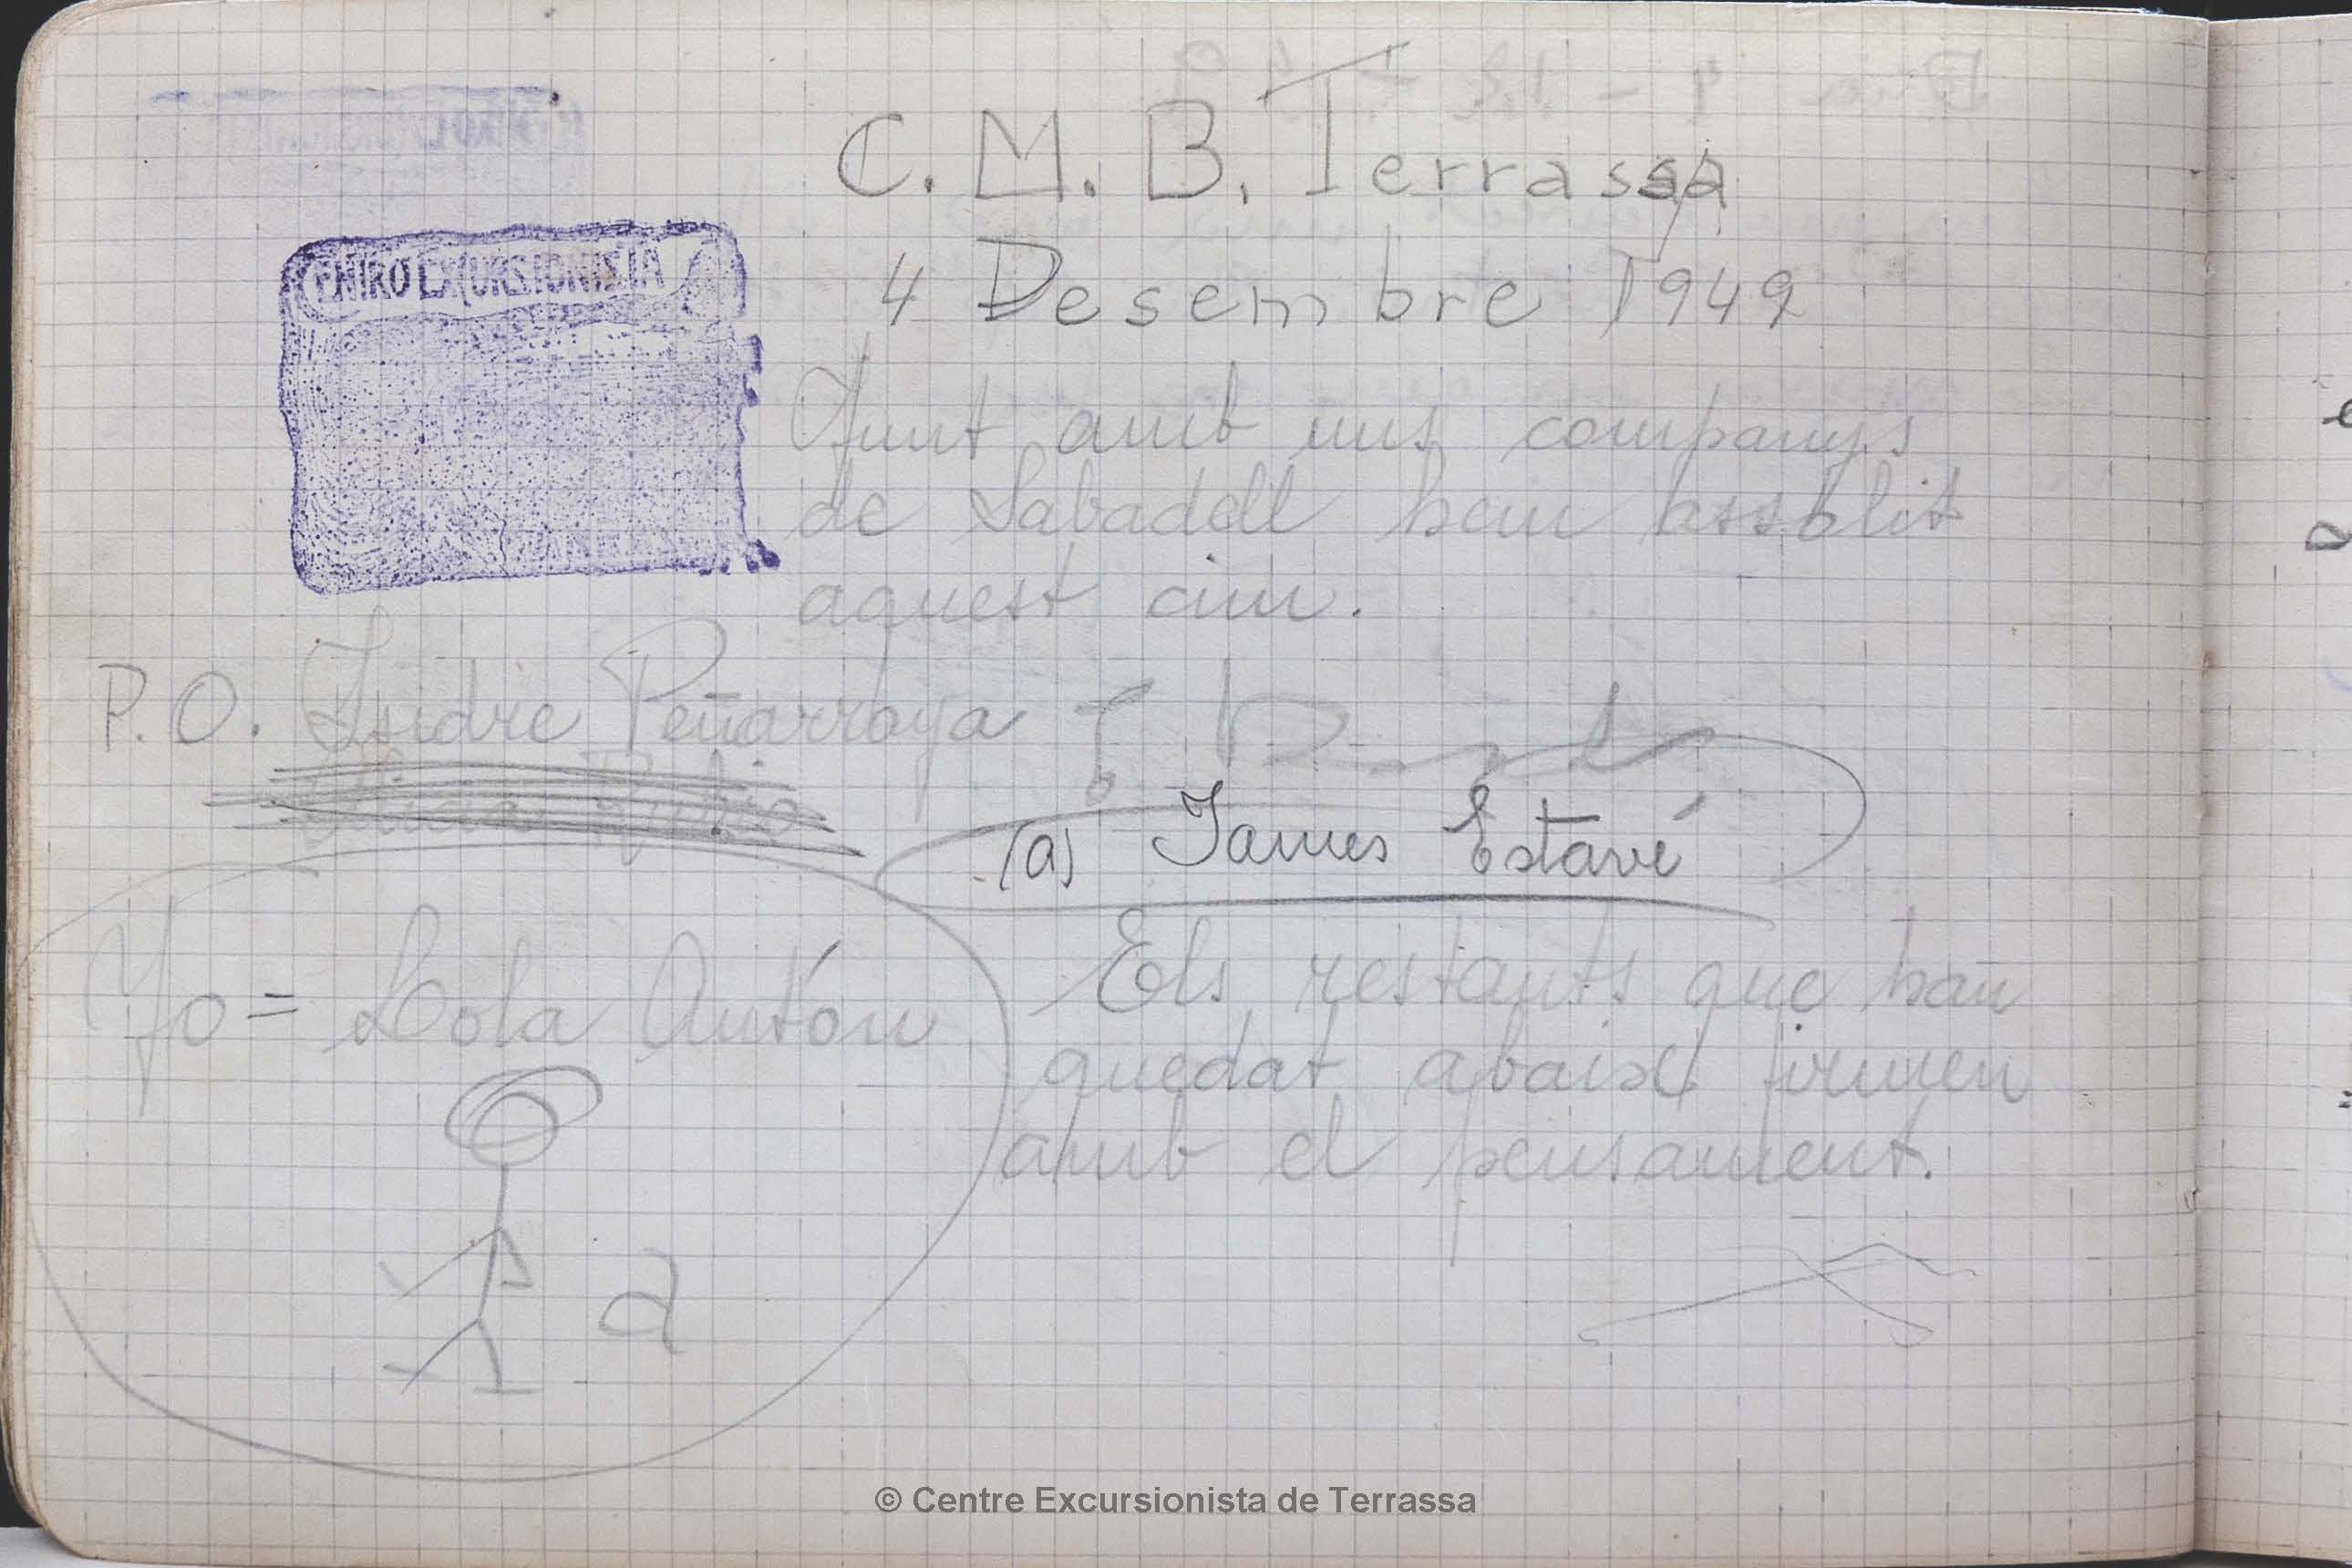 C. M. B. Terrassa
4 Desembre 1949
CENTRO EXCURSIONISTA
Junt amb uns companys
de Sabadell hem assolit
aquest cim.
P.O. Isidre Peñarroya
(a) James Estavé
Yo = Lola Antón
Els restants que han
quedat abaix firmen
amb el pensament.
a
© Centre Excursionista de Terrassa